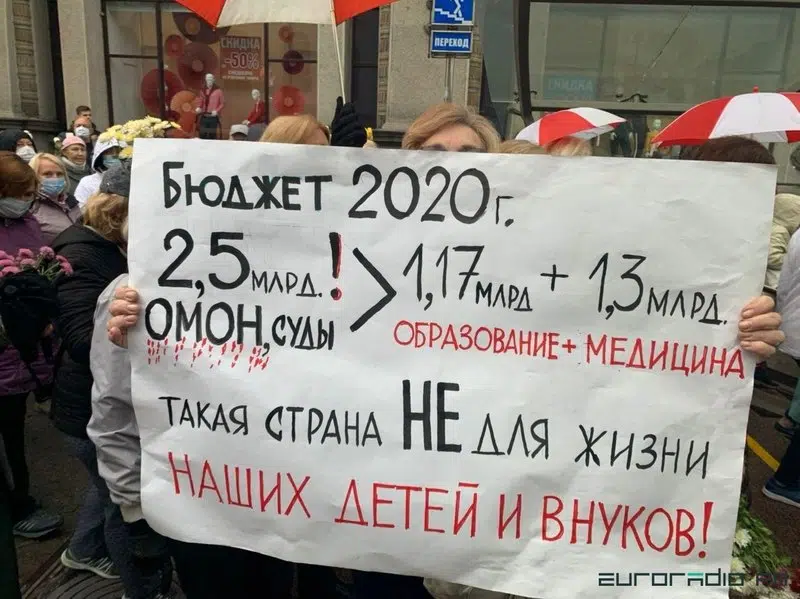 СКИДКА
-50%
ПЕРЕХОД
СКИДКА
БЮДЖЕТ 2020 г.
2,5 МЛРД.! > 1,17 МЛРД + 1,3 МЛРД.
ОМОН, СУДЫ
ОБРАЗОВАНИЕ + МЕДИЦИНА
ТАКАЯ СТРАНА НЕ ДЛЯ ЖИЗНИ
НАШИХ ДЕТЕЙ И ВНУКОВ!